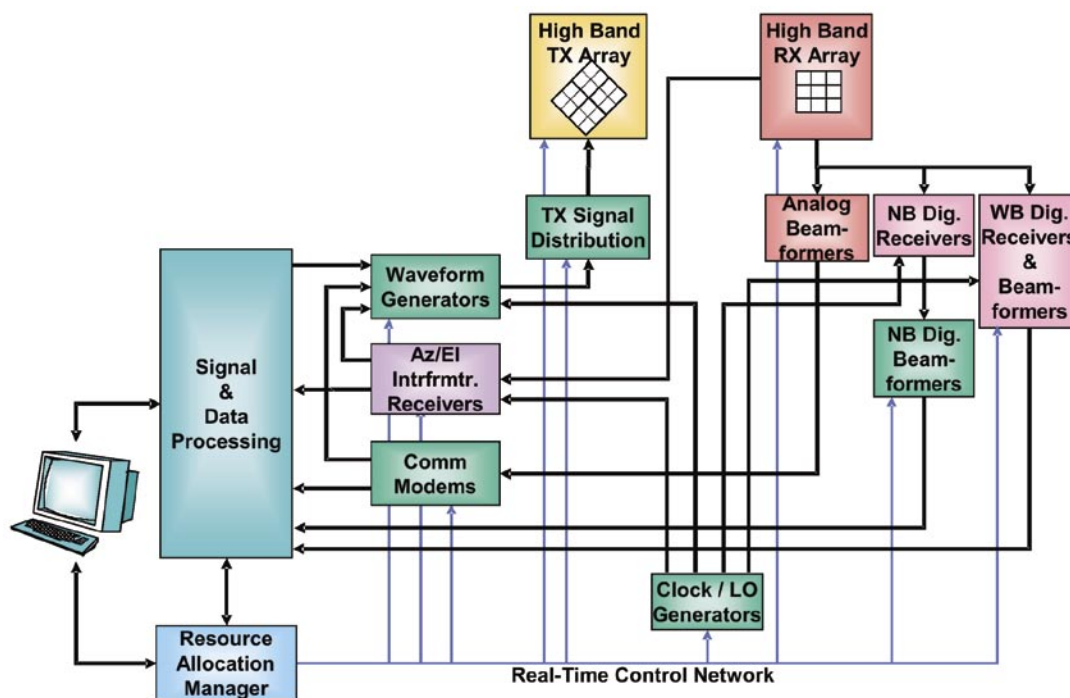 High Band
TX Array
High Band
RX Array
TX Signal
Distribution
Analog
Beam-
formers
NB Dig.
Receivers
WB Dig.
Receivers
&
Beam-
formers
Waveform
Generators
Signal
&
Data
Processing
Az/El
Intrfrmtr.
Receivers
NB Dig.
Beam-
formers
Comm
Modems
Clock / LO
Generators
Resource
Allocation
Manager
Real-Time Control Network